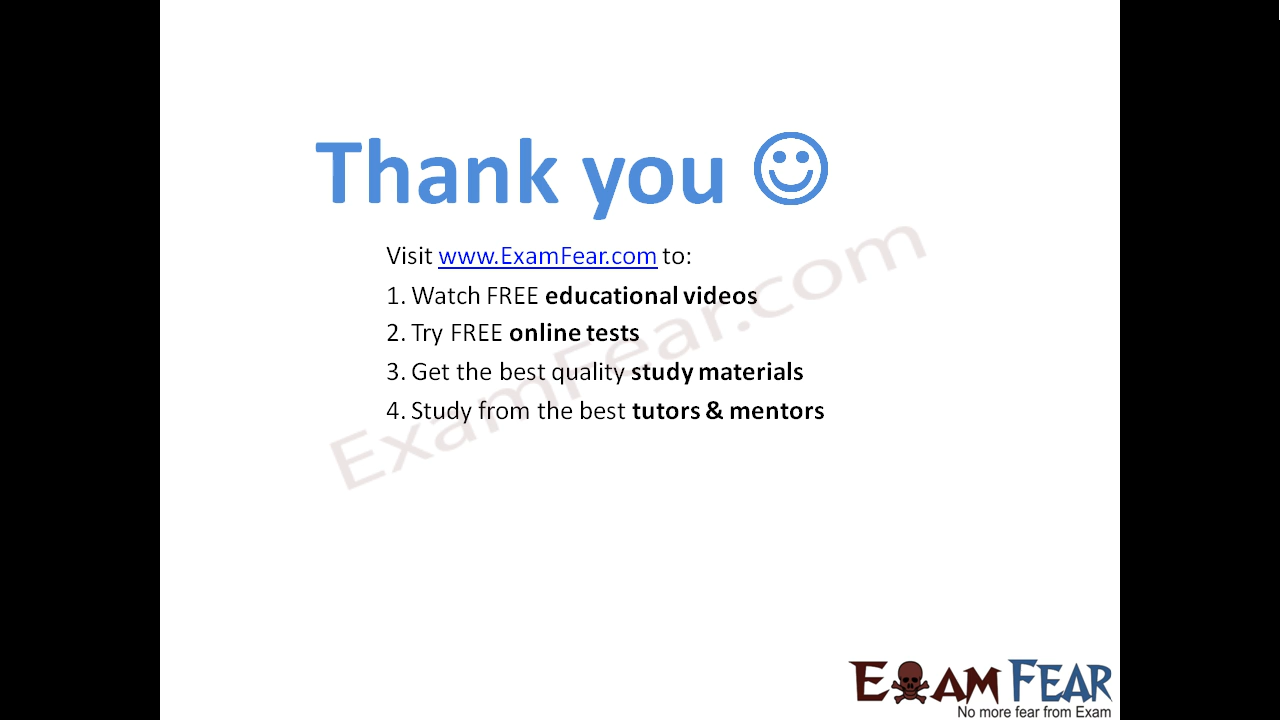 Thank you
Visit www.ExamFear.com to:
1. Watch FREE educational videos
2. Try FREE online tests
3. Get the best quality study materials
4. Study from the best tutors & mentors
ExamFear.com
EXAM FEAR
No more fear from Exam